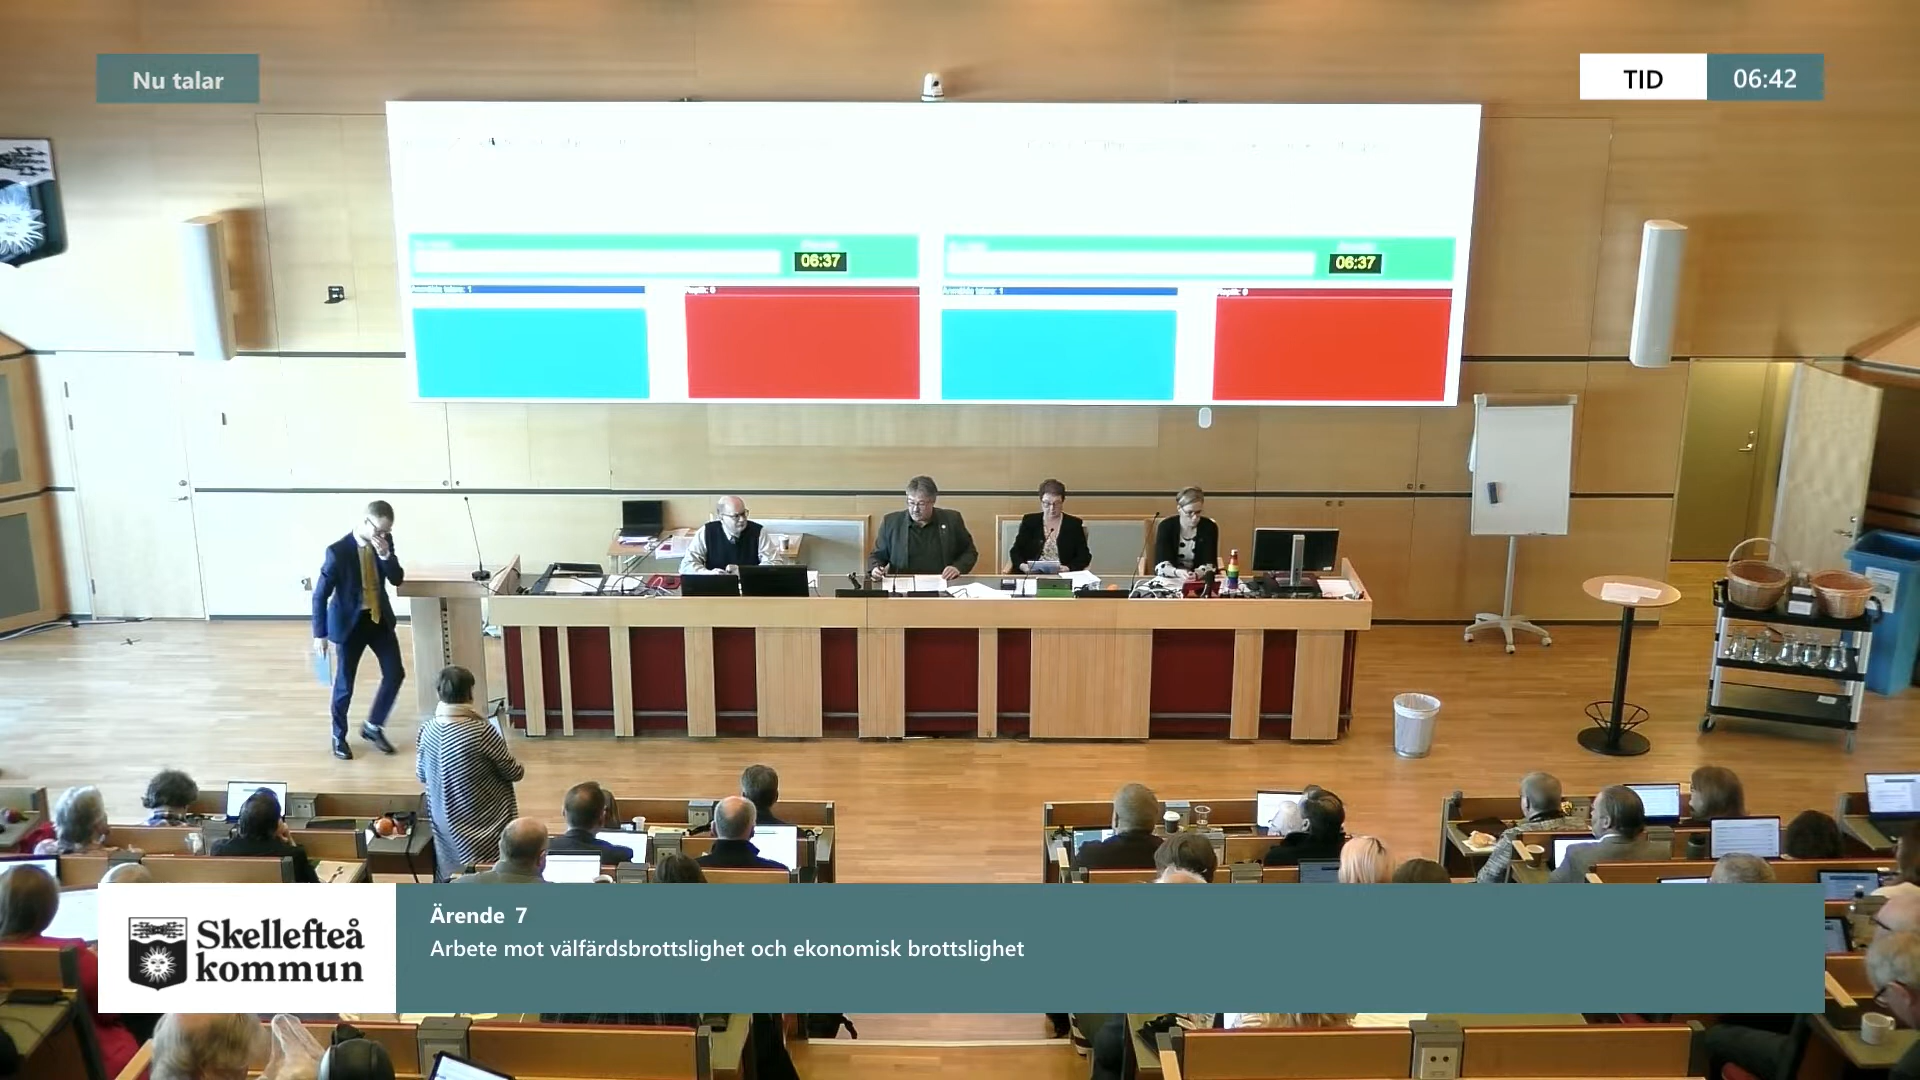 Nu talar
TID 06:42
06:37
06:37
Ärende 7
Arbete mot välfärdsbrottslighet och ekonomisk brottslighet
Skellefteå
kommun